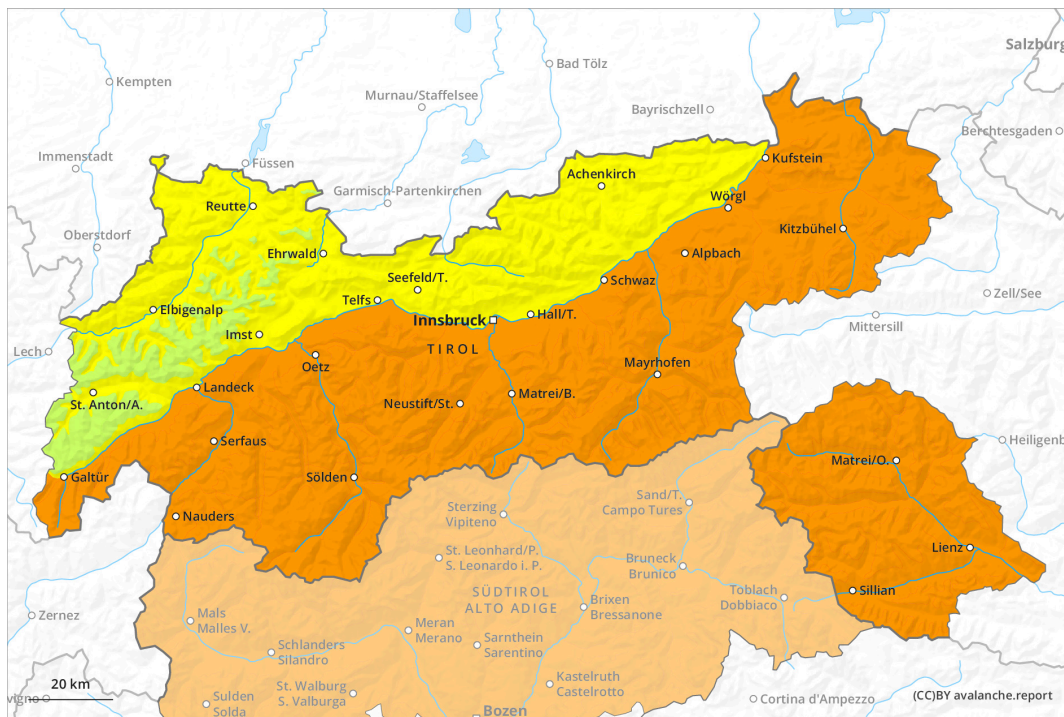 Salzburg
Kempten
Bad Tölz
Murnau/Staffelsee
Bayrischzell
Berchtesgaden
Immenstadt
Füssen
Kufstein
Achenkirch
Garmisch-Partenkirchen
Reutte
Wörgl
Oberstdorf
Kitzbühel
Ehrwald
Alpbach
Seefeld/T.
Schwaz
Zell/See
Telfs
Elbigenalp
Hall/T.
Innsbruck
Mittersill
Imst
TIROL
Lech
Oetz
Mayrhofen
Landeck
Matrei/B.
St. Anton/A.
Neustift/St.
Serfaus
Heiligenb
Matrei/O.
Galtür
Sölden
Sand/T.
Campo Tures
Sterzing
Vipiteno
Nauders
Lienz
St. Leonhard/P.
S. Leonardo i. P.
Bruneck
Brunico
SÜDTIROL
ALTO ADIGE
Sillian
Toblach
Dobbiaco
Brixen
Bressanone
Zernez
Mals
Malles V.
Meran
Merano
Sarnthein
Sarentino
Schlanders
Silandro
Kastelruth
Castelrotto
20 km
St. Walburg
S. Valburga
vigno
Sulden
Solda
Cortina d'Ampezzo
(CC)BY avalanche.report
Bozen